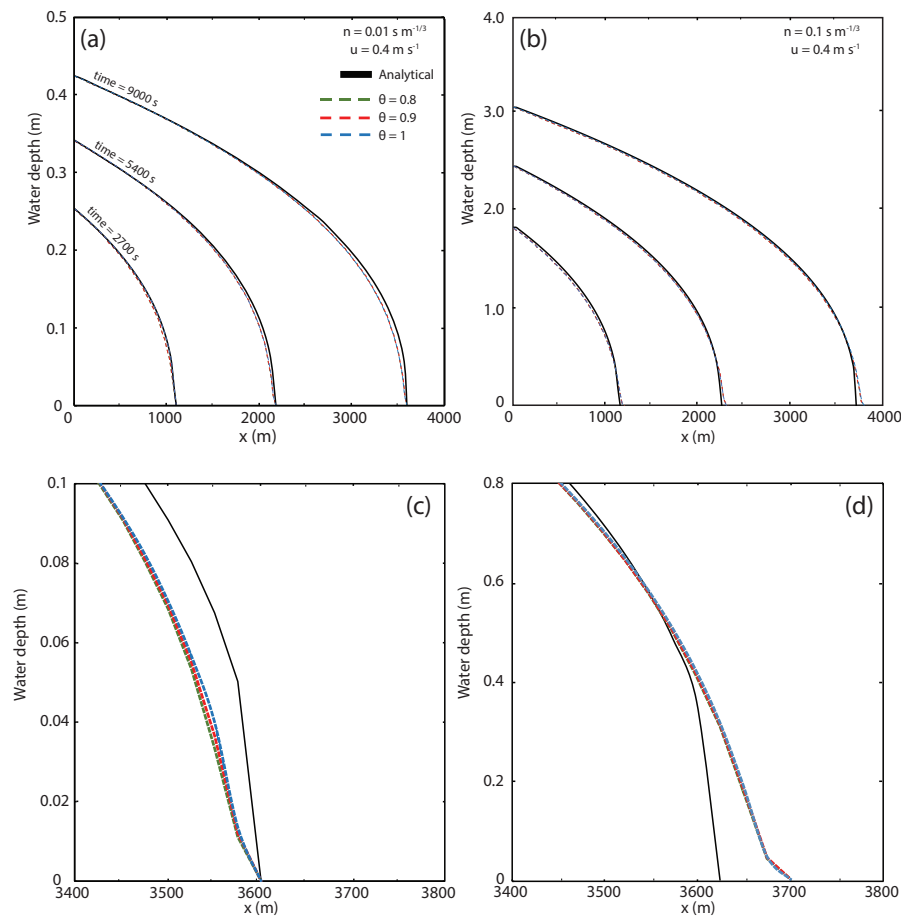 (a)
n = 0.01 s m-1/3
u = 0.4 m s-1
Analytical
θ = 0.8
θ = 0.9
θ = 1
time = 9000 s
time = 5400 s
time = 2700 s
Water depth (m)
0.5
0.4
0.3
0.2
0.1
0
0
1000
2000
3000
4000
x (m)
(b)
n = 0.1 s m-1/3
u = 0.4 m s-1
Water depth (m)
4.0
3.0
2.0
1.0
0
0
1000
2000
3000
4000
x (m)
(c)
Water depth (m)
0.1
0.08
0.06
0.04
0.02
0
3400
3500
3600
3700
3800
x (m)
(d)
Water depth (m)
0.8
0.6
0.4
0.2
0
3400
3500
3600
3700
3800
x (m)